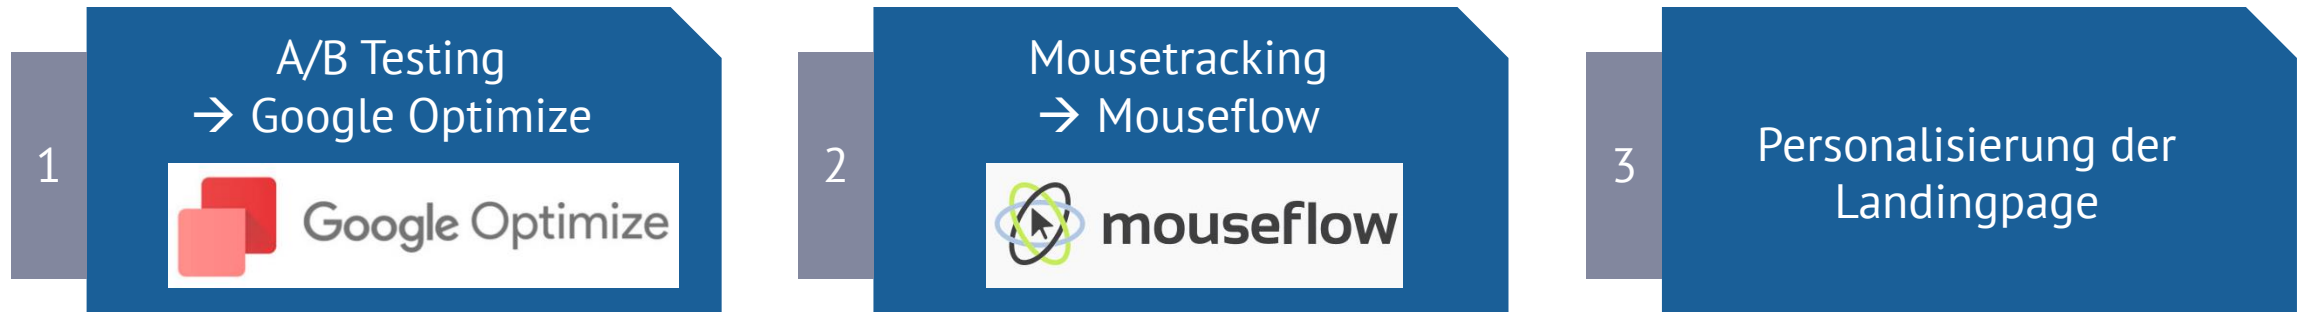 1
A/B Testing
→ Google Optimize
Google Optimize
2
Mousetracking
→ Mouseflow
mouseflow
3
Personalisierung der
Landingpage